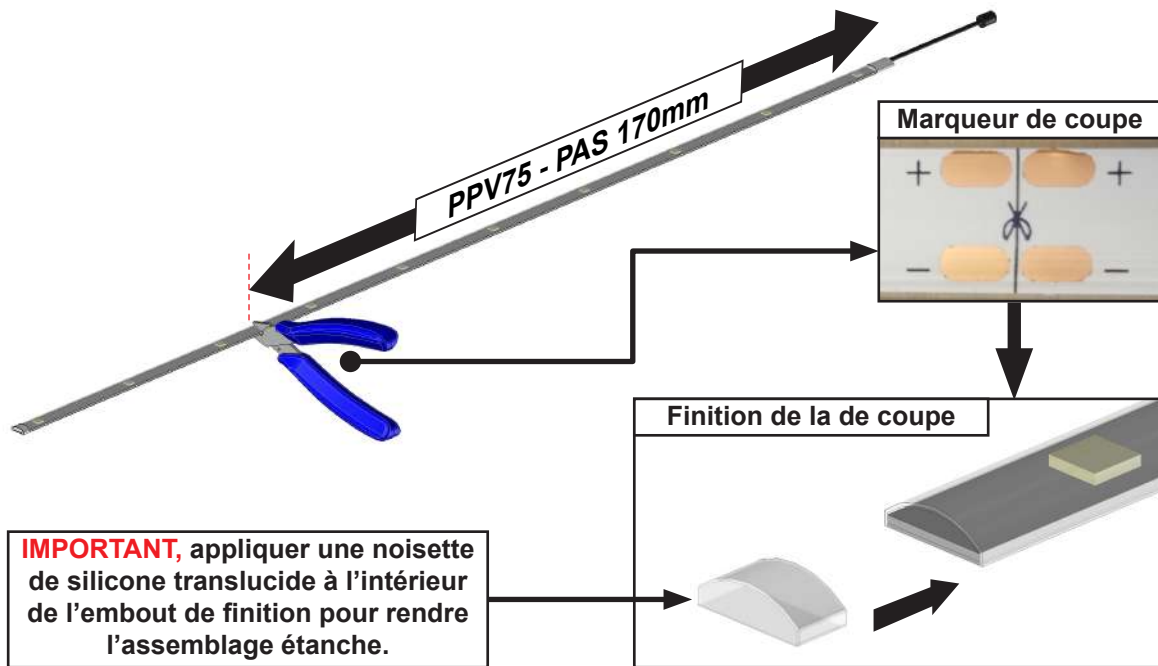 PPV75 - PAS 170mm
Marqueur de coupe
+ +
– –
Finition de la de coupe
IMPORTANT, appliquer une noisette
de silicone translucide à l’intérieur
de l’embout de finition pour rendre
l’assemblage étanche.